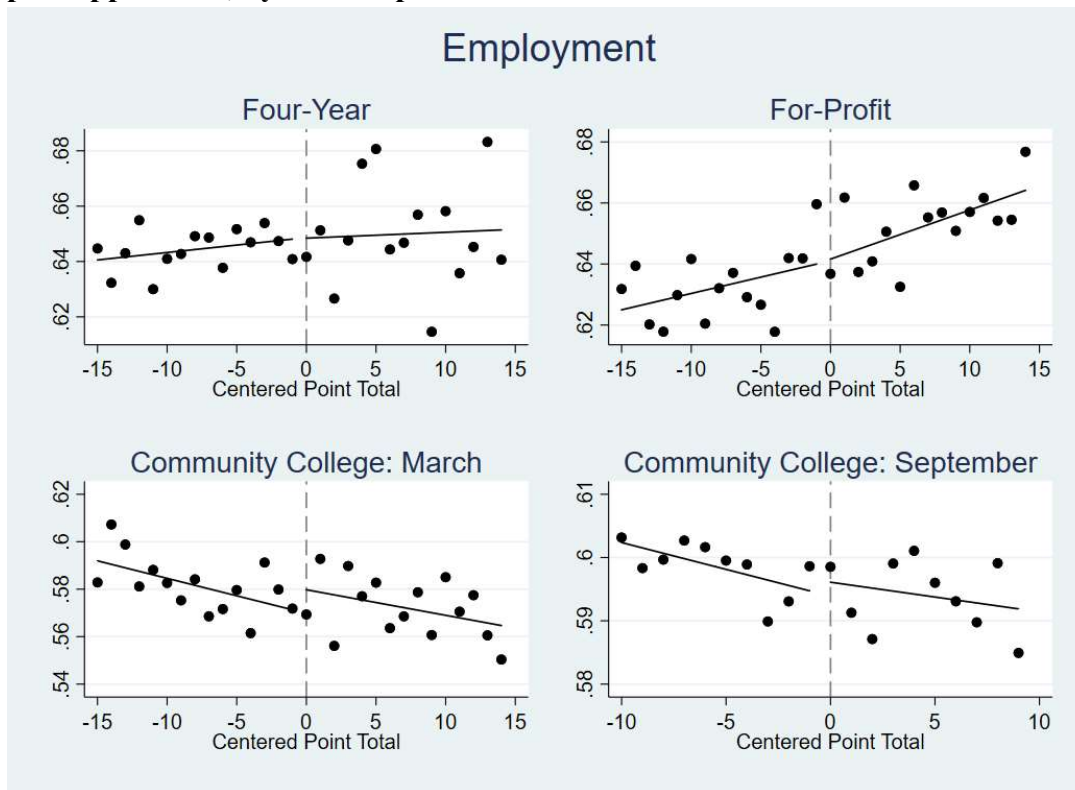 Employment
Four-Year
.68
.66
.64
.62
-15 -10 -5 0 5 10 15
Centered Point Total
For-Profit
.68
.66
.64
.62
-15 -10 -5 0 5 10 15
Centered Point Total
Community College: March
.62
.6
.58
.56
.54
-15 -10 -5 0 5 10 15
Centered Point Total
Community College: September
.61
.6
.59
.58
-10 -5 0 5 10
Centered Point Total